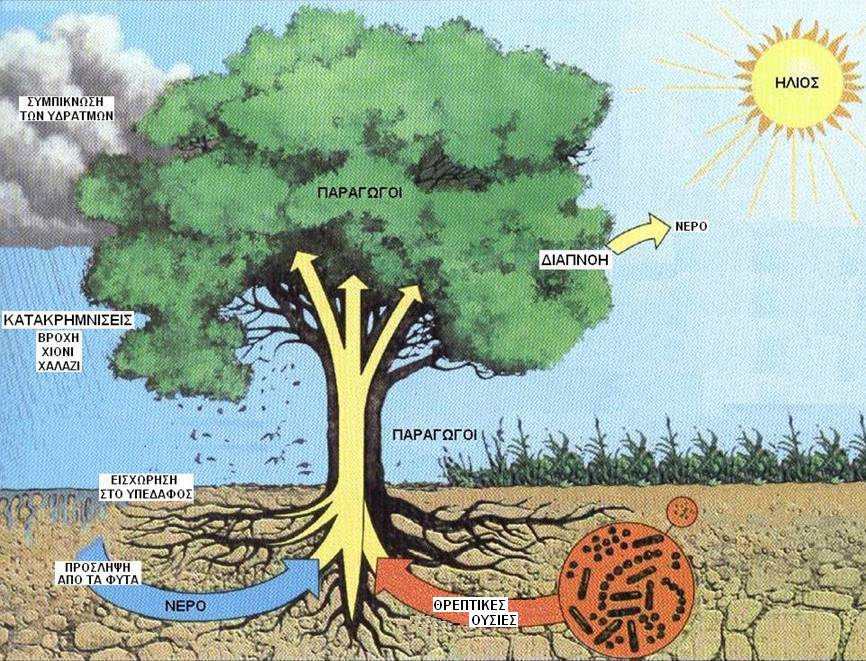 ΣΥΜΠΙΚΝΩΣΗ
ΤΩΝ ΥΔΡΑΤΜΩΝ
ΗΛΙΟΣ
ΠΑΡΑΓΩΓΟΙ
ΝΕΡΟ
ΔΙΑΠΝΟΗ
ΚΑΤΑΚΡΗΜΝΙΣΕΙΣ
ΒΡΟΧΗ
ΧΙΟΝΙ
ΧΑΛΑΖΙ
ΠΑΡΑΓΩΓΟΙ
ΕΙΣΧΩΡΗΣΗ
ΣΤΟ ΥΠΕΔΑΦΟΣ
ΠΡΟΣΛΗΨΗ
ΑΠΟ ΤΑ ΦΥΤΑ
ΝΕΡΟ
ΘΡΕΠΤΙΚΕΣ
ΟΥΣΙΕΣ